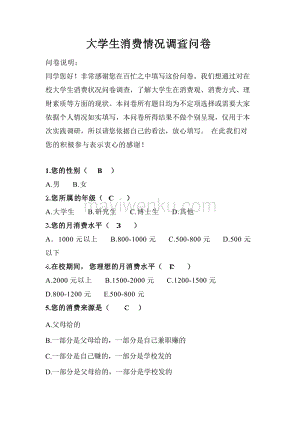 大学生消费情况调查问卷
问卷说明：
同学您好！非常感谢您在百忙之中填写这份问卷。我们想通过对在
校大学生消费状况问卷调查，了解大学生在消费观、消费方式、理
财素质等方面的现状。本问卷所有题目均为不定项选择或需要大家
依据个人情况如实填写，本问卷所得结果不做个别呈现，仅用于本
次实践调研，所以请您依据自己的看法，放心填写。 在此我们对
您的积极参与表示衷心的感谢！
1.您的性别（ B ）
A.男 B.女
2.您所属的年级（ A ）
A.大学生 B.研究生 C.博士生 D.其他
3.您的月消费水平（ B ）
A。1000 元以上 B.800-1000 元 C.500-800 元 D.500 元
以下
4.在校期间，您理想的月消费水平（ ）
A.2000 元以上 B.1500-2000 元 C.1200-1500 元
D.800-1200 元 E.500-800 元
5.您的消费来源是（ ）
A.父母给的
B.一部分是父母给的，一部分是自己兼职赚的
C.一部分是自己赚的，一部分是学校发的
D.一部分是父母给的、一部分是学校发的
mayiwenku.com